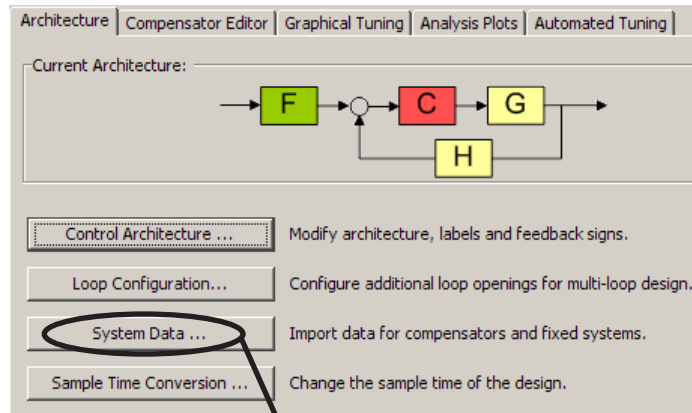 Architecture Compensator Editor Graphical Tuning Analysis Plots Automated Tuning
Current Architecture:
F C G
H
Control Architecture ... Modify architecture, labels and feedback signs.
Loop Configuration... Configure additional loop openings for multi-loop design.
System Data ... Import data for compensators and fixed systems.
Sample Time Conversion ... Change the sample time of the design.